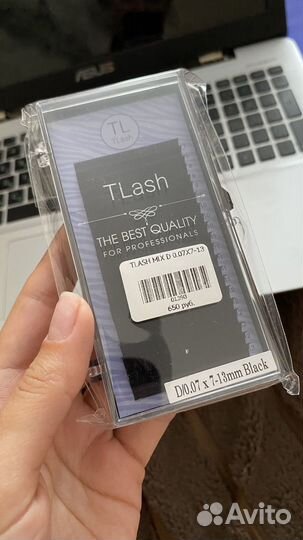 ASUS
TL
TLash
TLash
THE BEST QUALITY
FOR PROFESSIONALS
TLASH MIX D 0.07X7-13
650 руб.
D/0.07 x 7-13mm Black
Avito